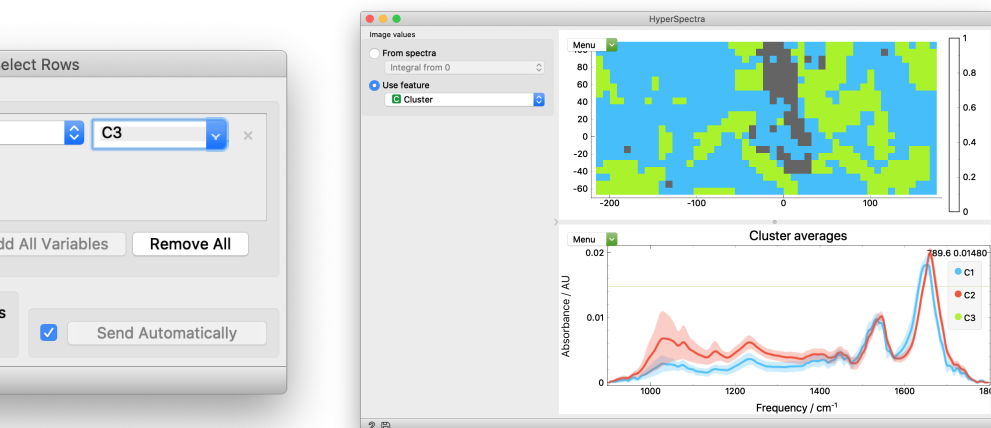 elect Rows
C3
dd All Variables
Remove All
s
Send Automatically
HyperSpectra
Image values
From spectra
Integral from 0
Use feature
C Cluster
Menu
80
60
40
20
0
-20
-40
-60
-200
-100
0
100
1
0.8
0.6
0.4
0.2
0
Menu
Cluster averages
0.02
0.01
0
Absorbance / AU
789.6 0.01480
C1
C2
C3
1000
1200
1400
1600
180
Frequency / cm⁻¹